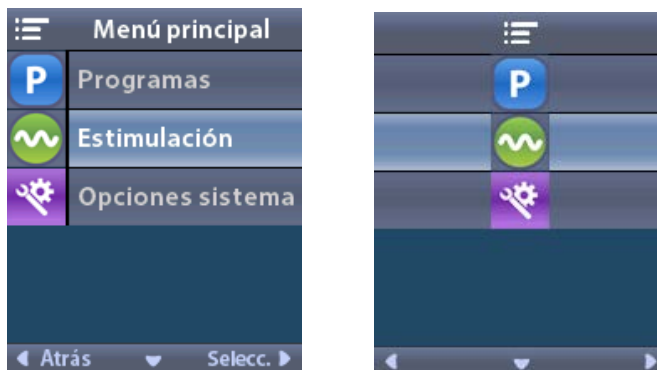 Menú principal
P Programas
Estimulación
Opciones sistema
Atrás Selecc.
P